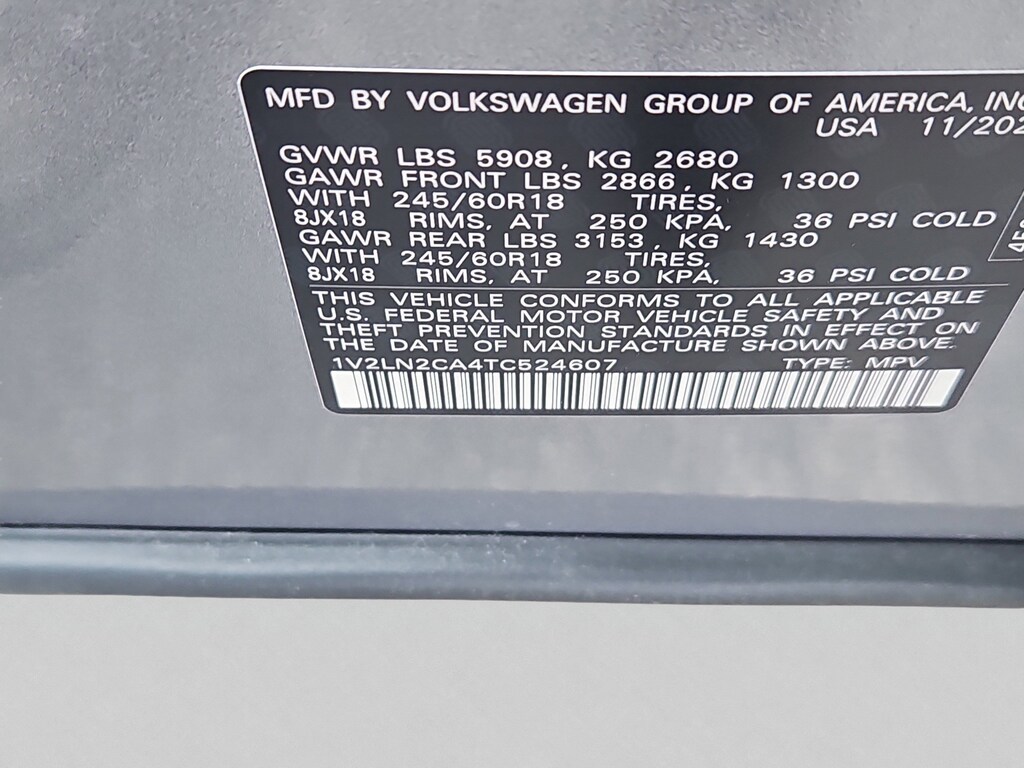 MFD BY VOLKSWAGEN GROUP OF AMERICA, INC
USA 11/202
GVWR LBS 5908, KG 2680
GAWR FRONT LBS 2866, KG 1300
WITH 245/60R18 TIRES,
8JX18 RIMS, AT 250 KPA, 36 PSI COLD
GAWR REAR LBS 3153, KG 1430
WITH 245/60R18 TIRES,
8JX18 RIMS, AT 250 KPA, 36 PSI COLD
THIS VEHICLE CONFORMS TO ALL APPLICABLE
U.S. FEDERAL MOTOR VEHICLE SAFETY AND
THEFT PREVENTION STANDARDS IN EFFECT ON
THE DATE OF MANUFACTURE SHOWN ABOVE.
1V2LN2CA4TC524607 TYPE: MPV